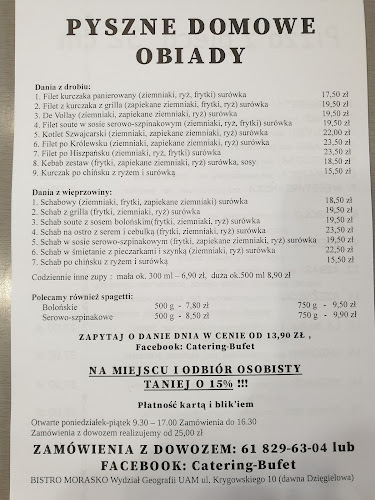 PYSZNE DOMOWE
OBIADY
Dania z drobiu:
1. Filet kurczaka panierowany (ziemniaki, ryż, frytki) surówka 17,50 zł
2. Filet z kurczaka z grilla (zapiekane ziemniaki, frytki, ryż) surówka 19,50 zł
3. De Vollay (ziemniaki, zapiekane ziemniaki, ryż) surówka 19,50 zł
4. Filet soute w sosie serowo-szpinakowym (ziemniaki, ryż, frytki) surówka 19,50 zł
5. Kotlet Szwajcarski (ziemniaki, zapiekane ziemniaki, ryż) surówka 22,00 zł
6. Filet po Królewsku (ziemniaki, ryż, frytki) surówka 23,50 zł
7. Filet po Hiszpańsku (ziemniaki, ryż, frytki) surówka 23,50 zł
8. Kebab zestaw (frytki, zapiekane ziemniaki, ryż) surówka, sosy 18,50 zł
9. Kurczak po chińsku z ryżem i surówką 15,50 zł
Dania z wieprzowiny:
1. Schabowy (ziemniaki, frytki, zapiekane ziemniaki, ryż) surówka 18,50 zł
2. Schab z grilla (frytki, ziemniaki, ryż) surówka 19,50 zł
3. Schab soute z sosem bolońskim(frytki, ziemniaki, ryż) surówka 19,50 zł
4. Schab na ostro z serem i cebulką (frytki, ziemniaki, ryż) surówka 23,50 zł
5. Schab w sosie serowo-szpinakowym (frytki, zapiekane ziemniaki, ryż) surówka 19,50 zł
6. Schab w śmietanie z pieczarkami i szynką (ziemniaki, ryż) surówka 22,50 zł
7. Schab po chińsku z ryżem i surówką 15,50 zł
Codziennie inne zupy : mała ok. 300 ml – 6,90 zł, duża ok.500 ml 8,90 zł
Polecamy również spagetti:
Bolońskie 500 g - 7,80 zł 750 g - 9,50 zł
Serowo-szpinakowe 500 g - 8,50 zł 750 g - 9,90 zł
ZAPYTAJ O DANIE DNIA W CENIE OD 13,90 ZŁ ,
Facebook: Catering-Bufet
NA MIEJSCU I ODBIÓR OSOBISTY
TANIEJ O 15% !!!
Płatność kartą i blik'iem
Otwarte poniedziałek-piątek 9.30 – 17.00 Zamówienia do 16.30
Zamówienia z dowozem realizujemy od 25,00 zł
ZAMÓWIENIA Z DOWOZEM: 61 829-63-04 lub
FACEBOOK: Catering-Bufet
BISTRO MORASKO Wydział Geografii UAM ul. Krygowskiego 10 (dawna Dzięgielowa)